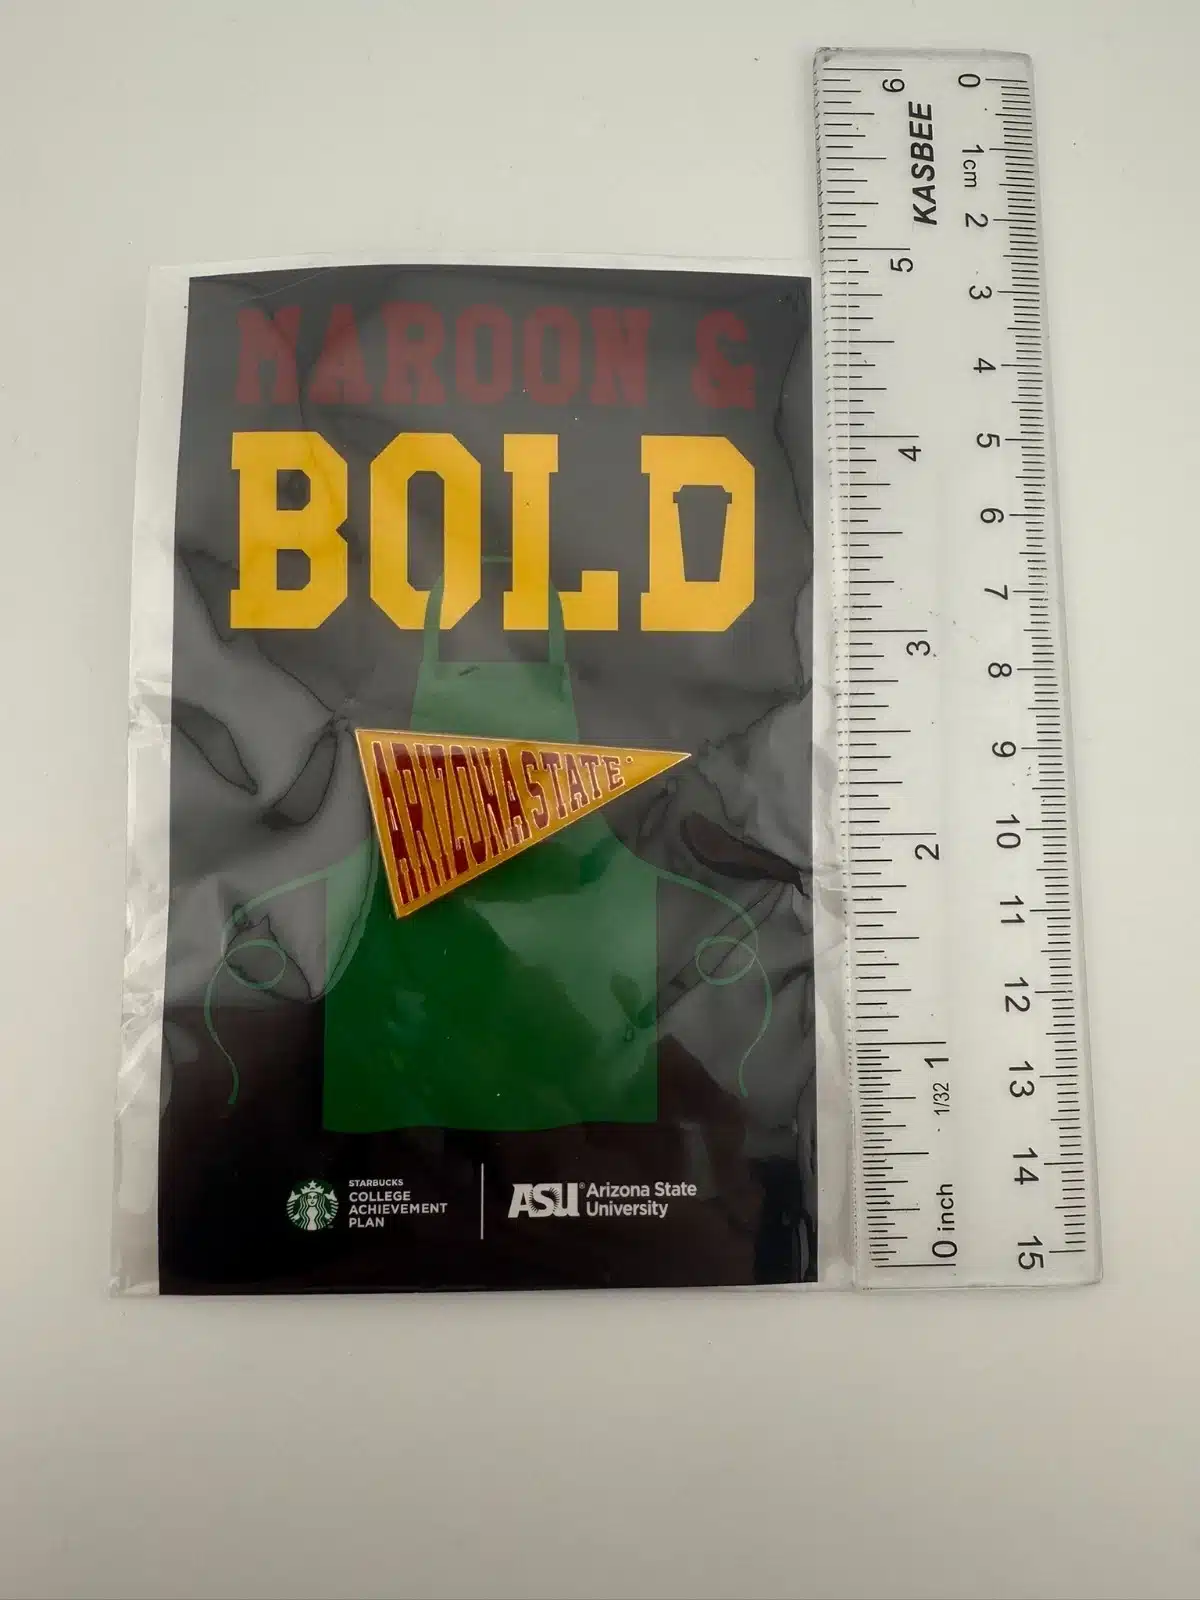 MAROON &
BOLD
ARIZONA STATE
STARBUCKS
COLLEGE
ACHIEVEMENT
PLAN
ASU® Arizona State
University
KASBEE
0 1cm 2 3 4 5 6 7 8 9 10 11 12 13 14 15
6 5 4 3 2 1 1/32 0 inch